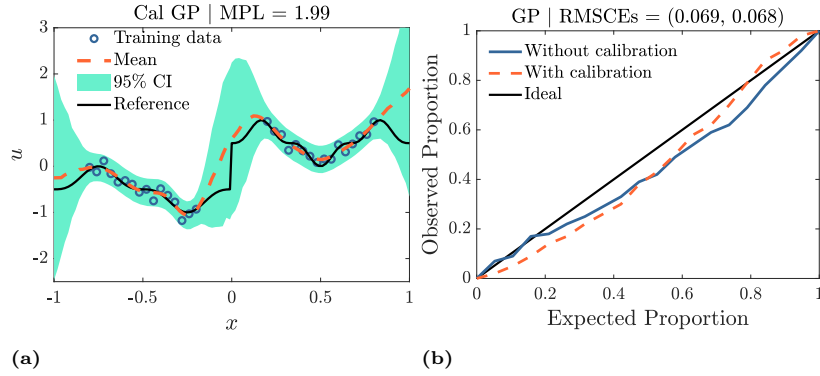 Cal GP | MPL = 1.99
Training data
Mean
95% CI
Reference
3
2
1
0
-1
-2
u
-1
-0.5
0
0.5
1
x
(a)
GP | RMSCEs = (0.069, 0.068)
Without calibration
With calibration
Ideal
1
0.8
0.6
0.4
0.2
0
Observed Proportion
0
0.2
0.4
0.6
0.8
1
Expected Proportion
(b)